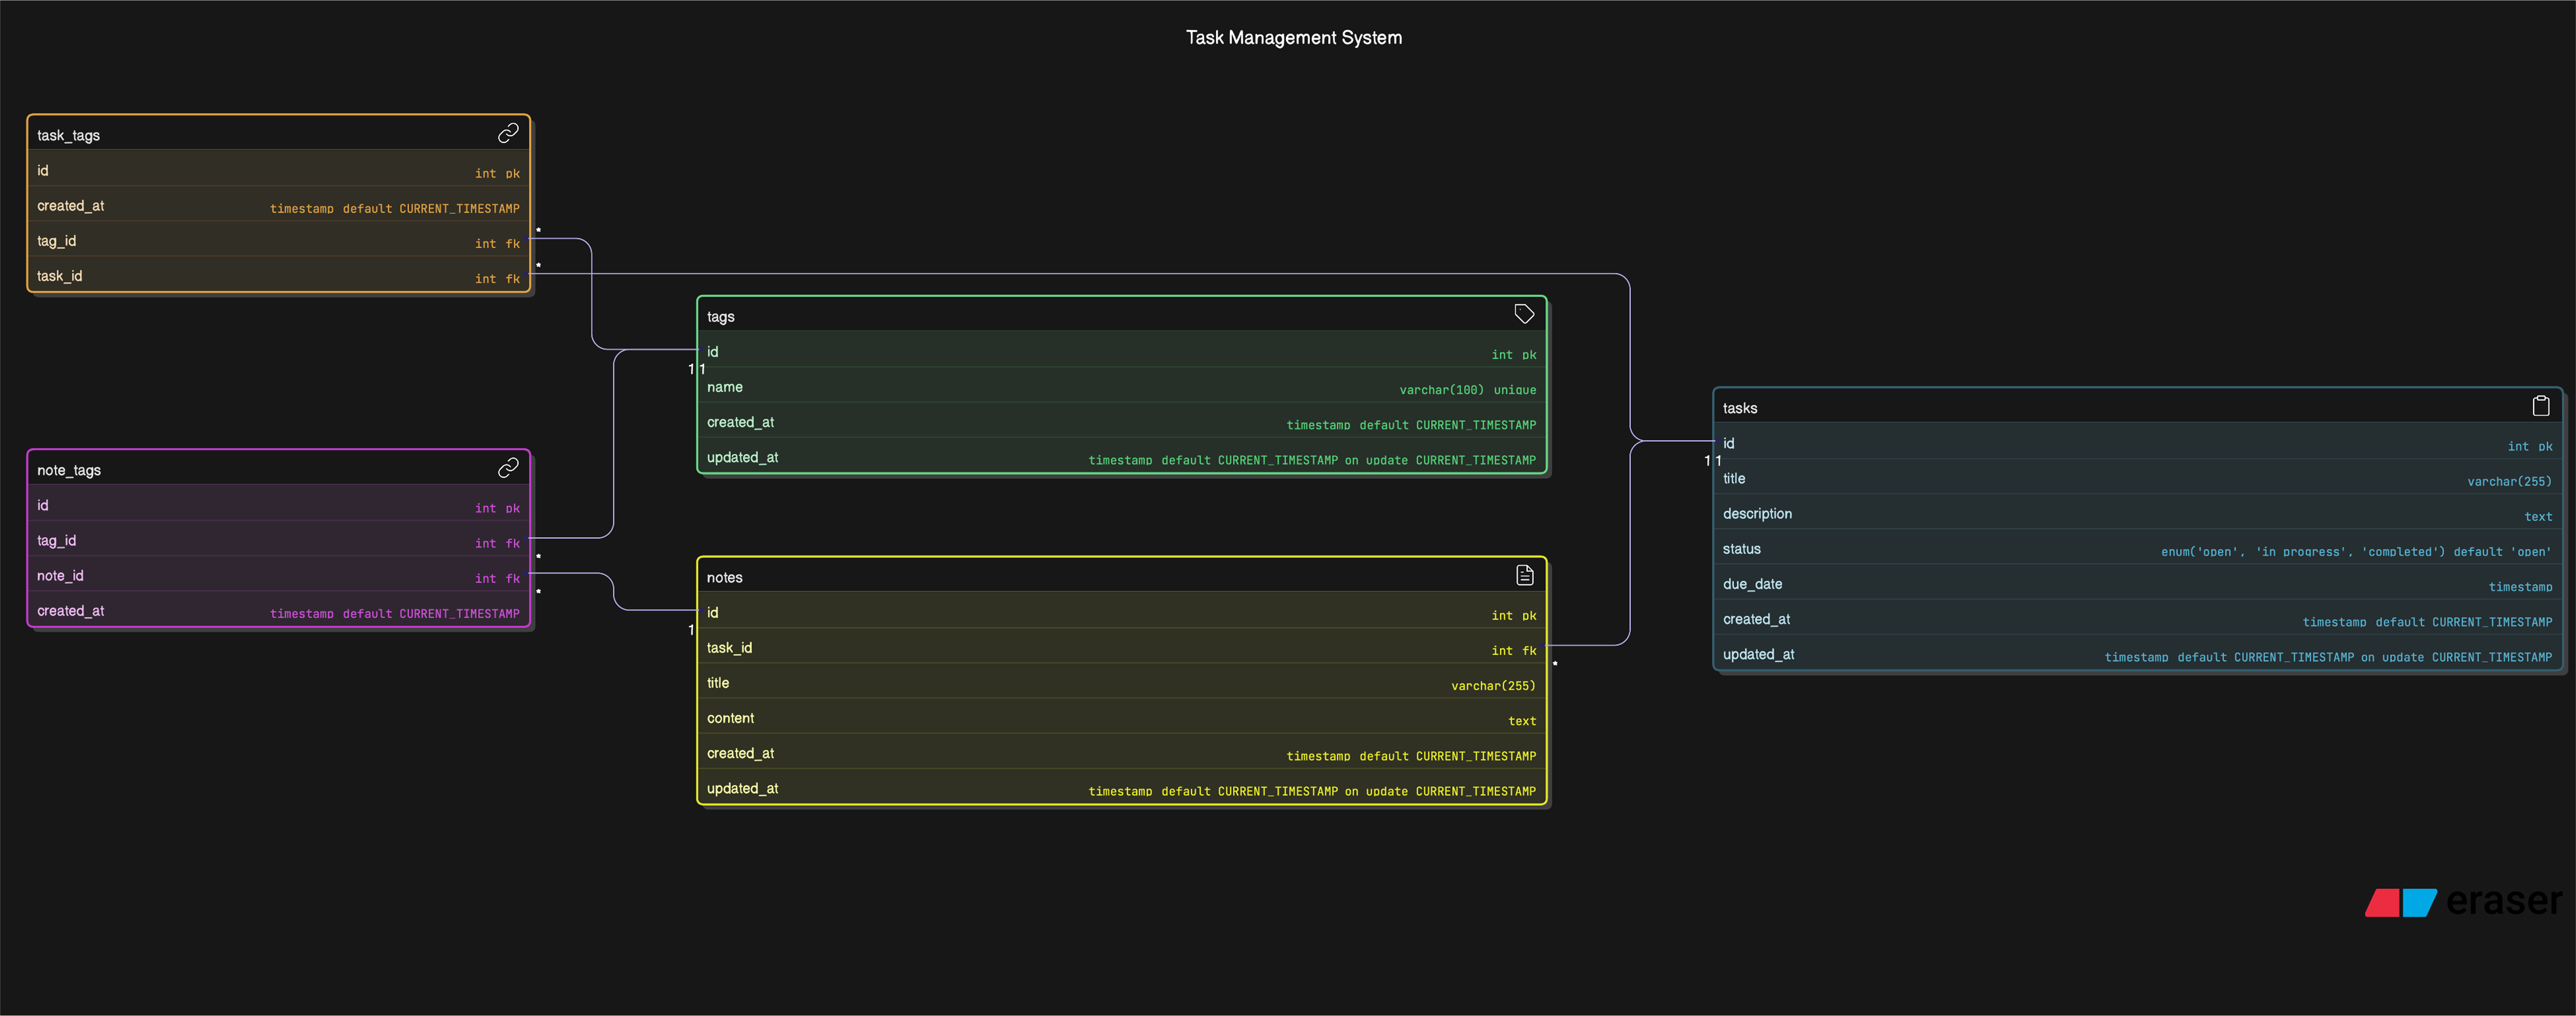 Task Management System
task_tags
id int pk
created_at timestamp default CURRENT_TIMESTAMP
tag_id int fk
*
task_id int fk
*
tags
id int pk
1 1
name varchar(100) unique
created_at timestamp default CURRENT_TIMESTAMP
updated_at timestamp default CURRENT_TIMESTAMP on update CURRENT_TIMESTAMP
tasks
id int pk
1 1
title varchar(255)
description text
status enum('open', 'in progress', 'completed') default 'open'
due_date timestamp
created_at timestamp default CURRENT_TIMESTAMP
updated_at timestamp default CURRENT_TIMESTAMP on update CURRENT_TIMESTAMP
note_tags
id int pk
tag_id int fk
*
note_id int fk
*
created_at timestamp default CURRENT_TIMESTAMP
notes
id int pk
1
task_id int fk
*
title varchar(255)
content text
created_at timestamp default CURRENT_TIMESTAMP
updated_at timestamp default CURRENT_TIMESTAMP on update CURRENT_TIMESTAMP
eraser